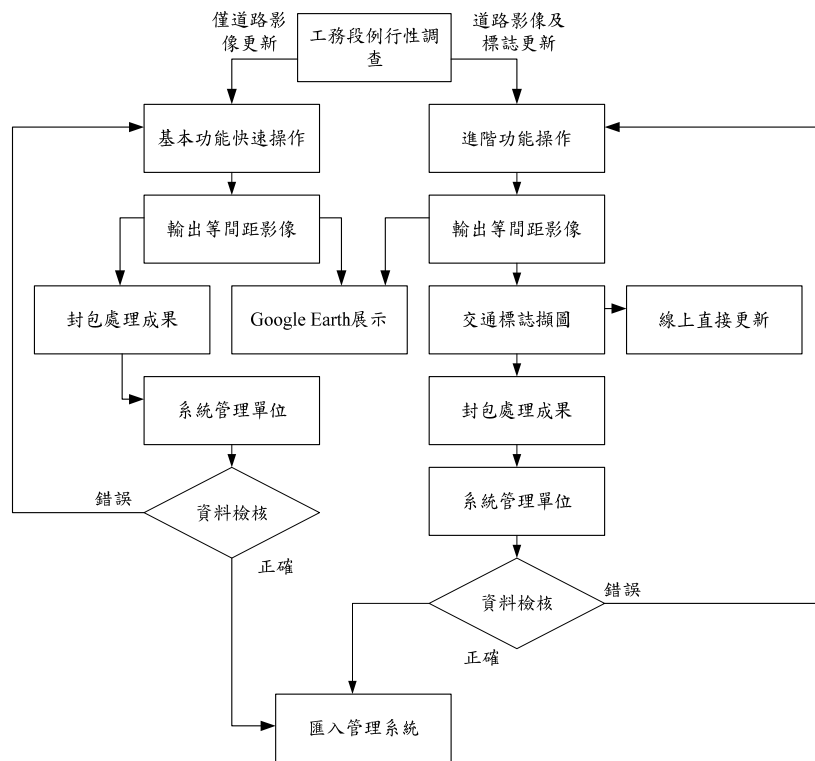 僅道路影
像更新
工務段例行性調
查
道路影像及
標誌更新
基本功能快速操作
進階功能操作
輸出等間距影像
輸出等間距影像
封包處理成果
Google Earth展示
交通標誌擷圖
線上直接更新
系統管理單位
封包處理成果
錯誤
資料檢核
系統管理單位
正確
資料檢核
錯誤
正確
匯入管理系統